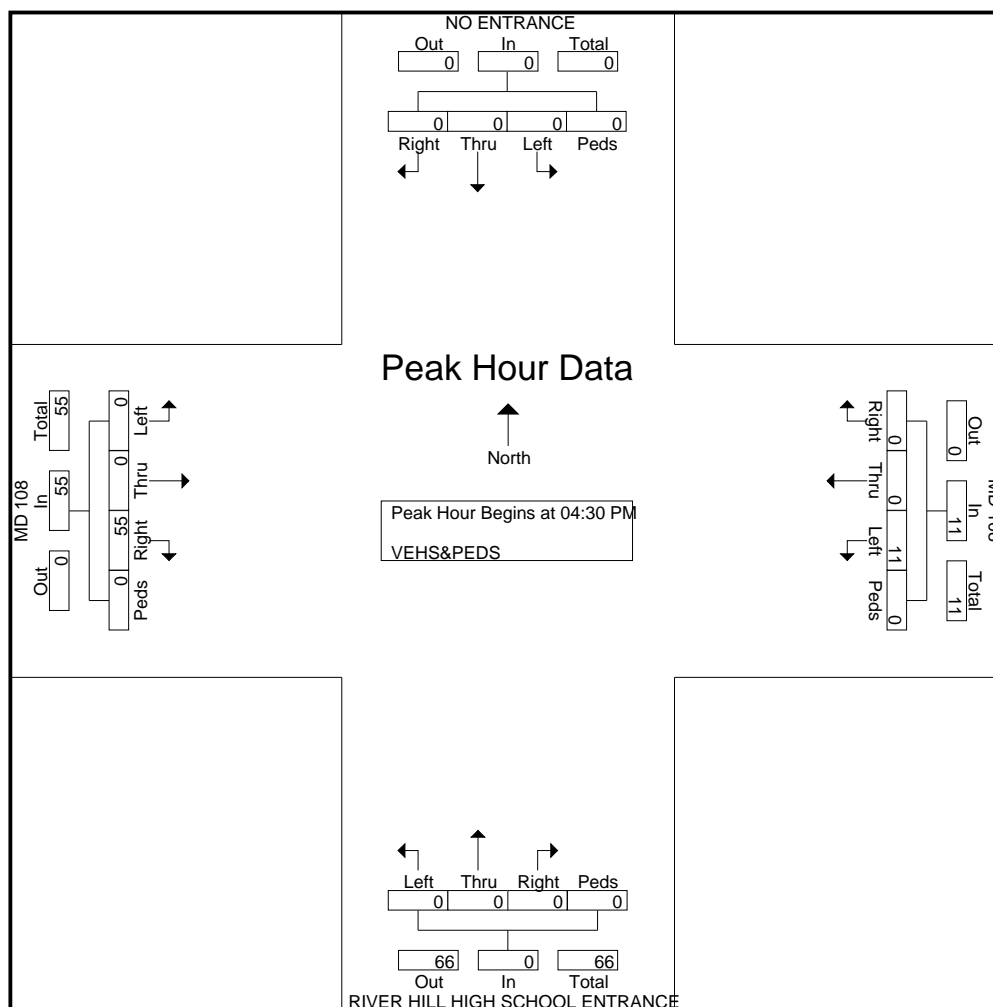 NO ENTRANCE
Out In Total
0 0 0
0 0 0 0
Right Thru Left Peds
Peak Hour Data
North
Peak Hour Begins at 04:30 PM
VEHS&PEDS
MD 108
Total In Out
55 55 0
0 0 55 0
Left Thru Right Peds
Right Thru Left Peds
0 0 11 0
Out In Total
0 11 11
MD
Left Thru Right Peds
0 0 0 0
66 0 66
Out In Total
RIVER HILL HIGH SCHOOL ENTRANCE